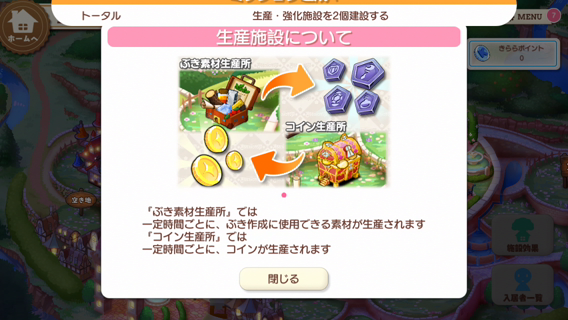 トータル
生産・強化施設を2個建設する
MENU
?
ホームへ
生産施設について
きららポイント
0
ぶき素材生産所
コイン生産所
空き地
『ぶき素材生産所』では
一定時間ごとに、ぶき作成に使用できる素材が生産されます
『コイン生産所』では
一定時間ごとに、コインが生産されます
施設効果
閉じる
入居者一覧